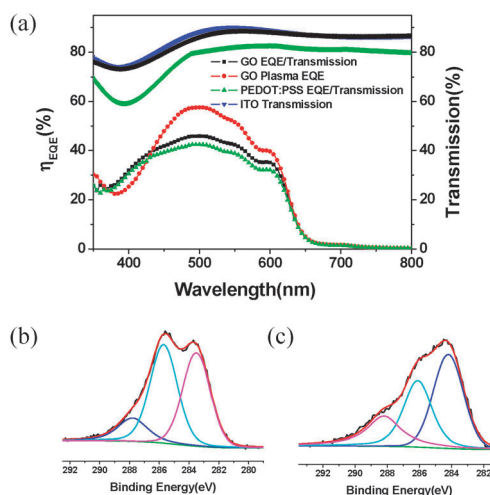 (a)
80
60
40
20
0
η_EQE(%)
GO EQE/Transmission
GO Plasma EQE
PEDOT:PSS EQE/Transmission
ITO Transmission
80
60
40
20
0
Transmission(%)
400 500 600 700 800
Wavelength(nm)
(b)
292 290 288 286 284 282 280
Binding Energy(eV)
(c)
292 290 288 286 284 282
Binding Energy(eV)